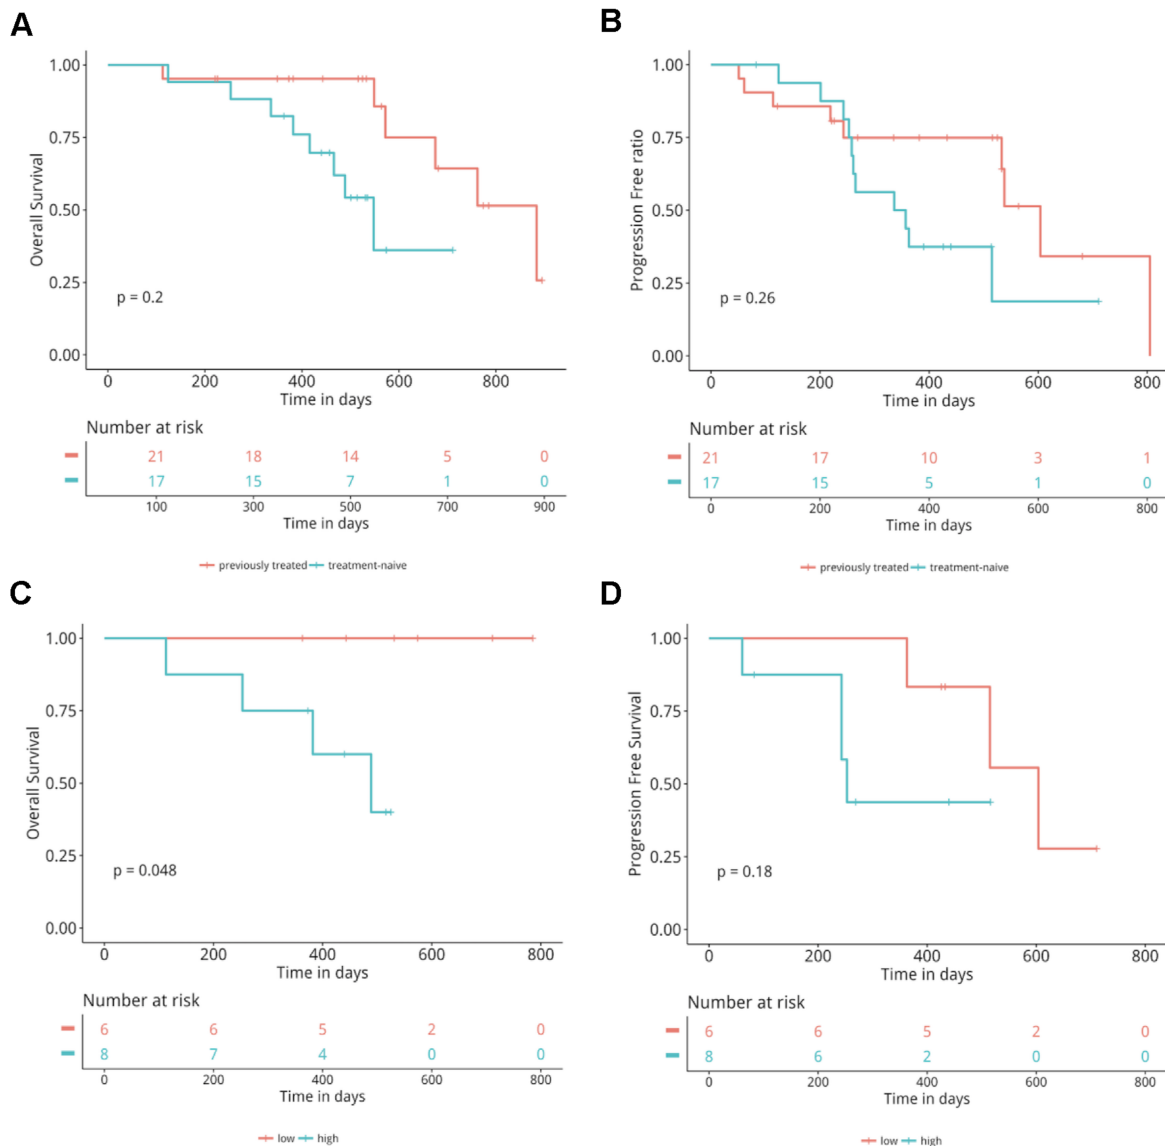 A
Overall Survival
1.00
0.75
0.50
0.25
0.00
p = 0.2
0 200 400 600 800
Time in days
Number at risk
21 18 14 5 0
17 15 7 1 0
100 300 500 700 900
Time in days
previously treated treatment-naive
B
Progression Free ratio
1.00
0.75
0.50
0.25
0.00
p = 0.26
0 200 400 600 800
Time in days
Number at risk
21 17 10 3 1
17 15 5 1 0
0 200 400 600 800
Time in days
previously treated treatment-naive
C
Overall Survival
1.00
0.75
0.50
0.25
0.00
p = 0.048
0 200 400 600 800
Time in days
Number at risk
6 6 5 2 0
8 7 4 0 0
0 200 400 600 800
Time in days
low high
D
Progression Free Survival
1.00
0.75
0.50
0.25
0.00
p = 0.18
0 200 400 600 800
Time in days
Number at risk
6 6 5 2 0
8 6 2 0 0
0 200 400 600 800
Time in days
low high